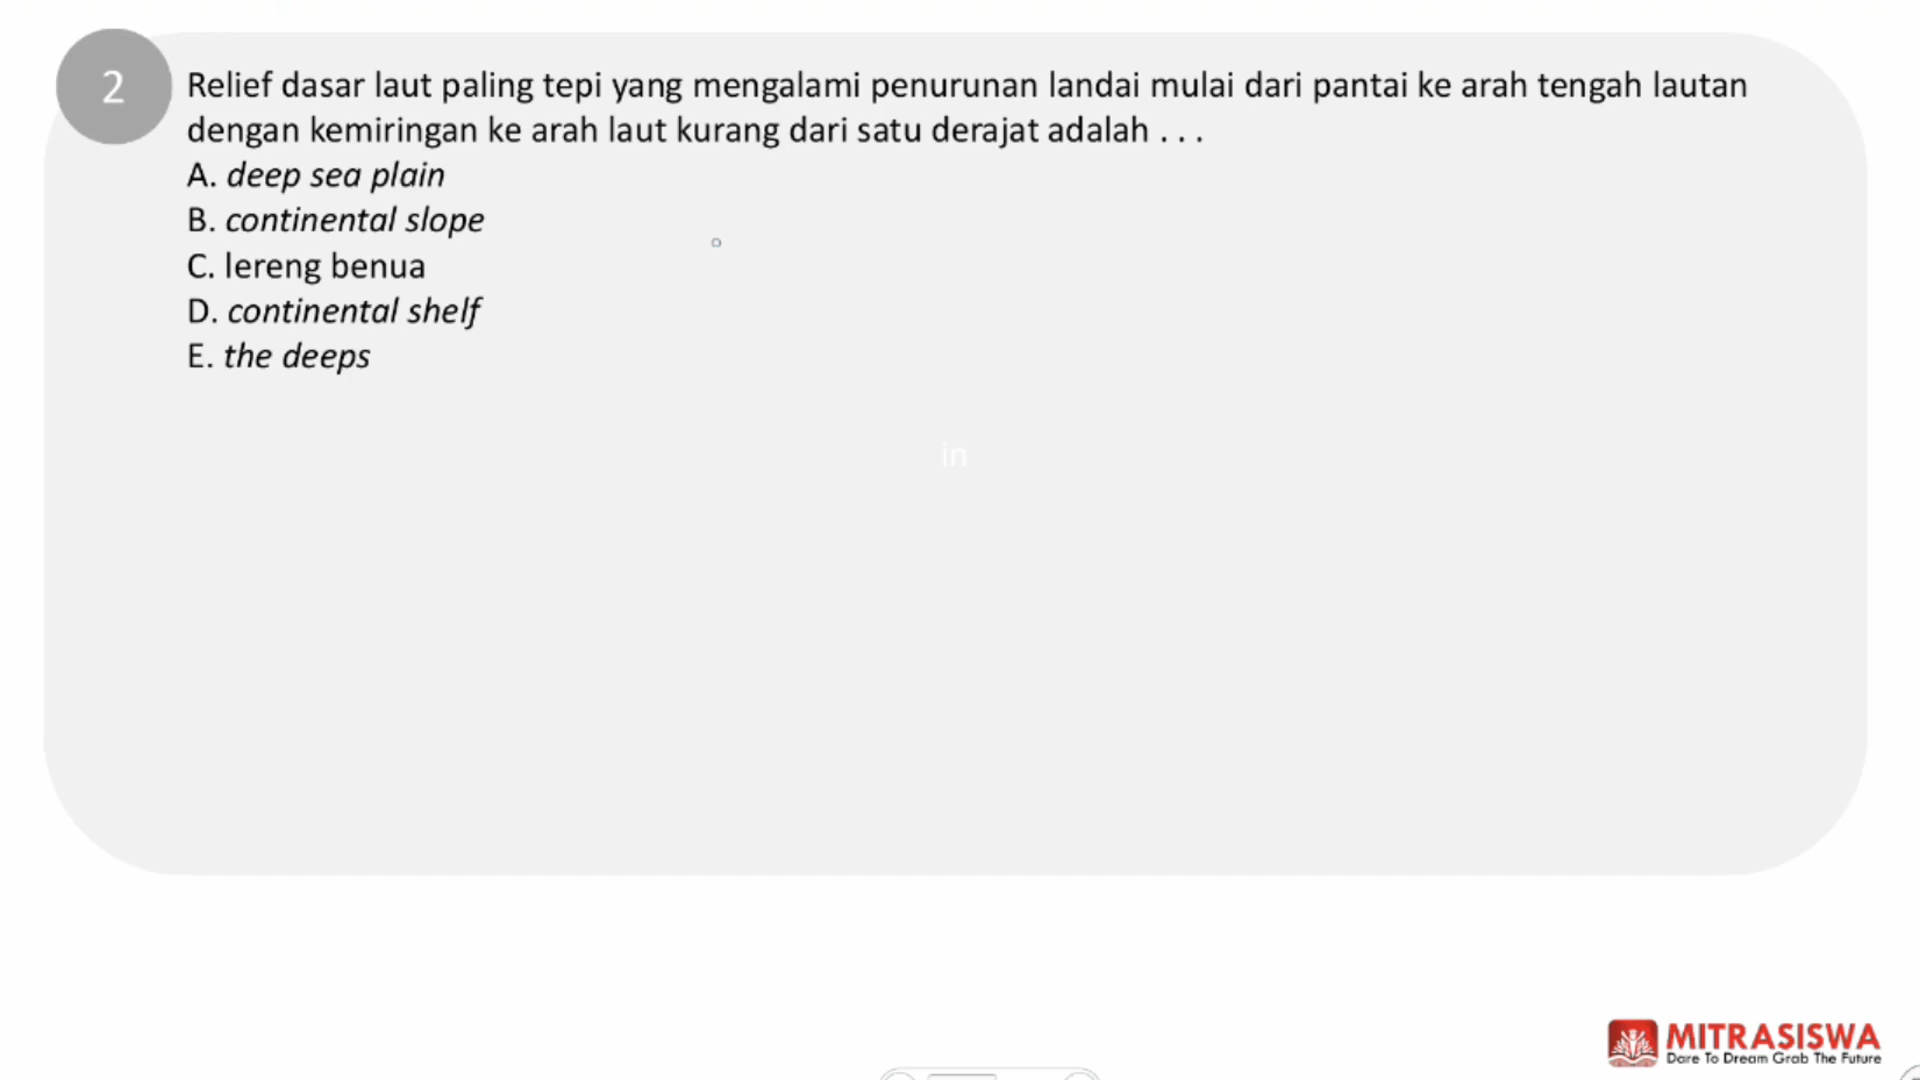 2
Relief dasar laut paling tepi yang mengalami penurunan landai mulai dari pantai ke arah tengah lautan
dengan kemiringan ke arah laut kurang dari satu derajat adalah . . .
A. deep sea plain
B. continental slope
C. lereng benua
D. continental shelf
E. the deeps
in
MITRASISWA
Dare To Dream Grab The Future